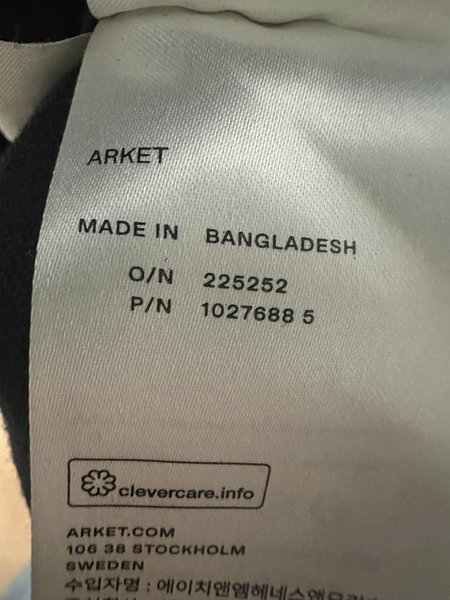 ARKET
MADE IN BANGLADESH
O/N 225252
P/N 1027688 5
clevercare.info
ARKET.COM
106 38 STOCKHOLM
SWEDEN
수입자명 : 에이치앤엠헤네스앤모리츠